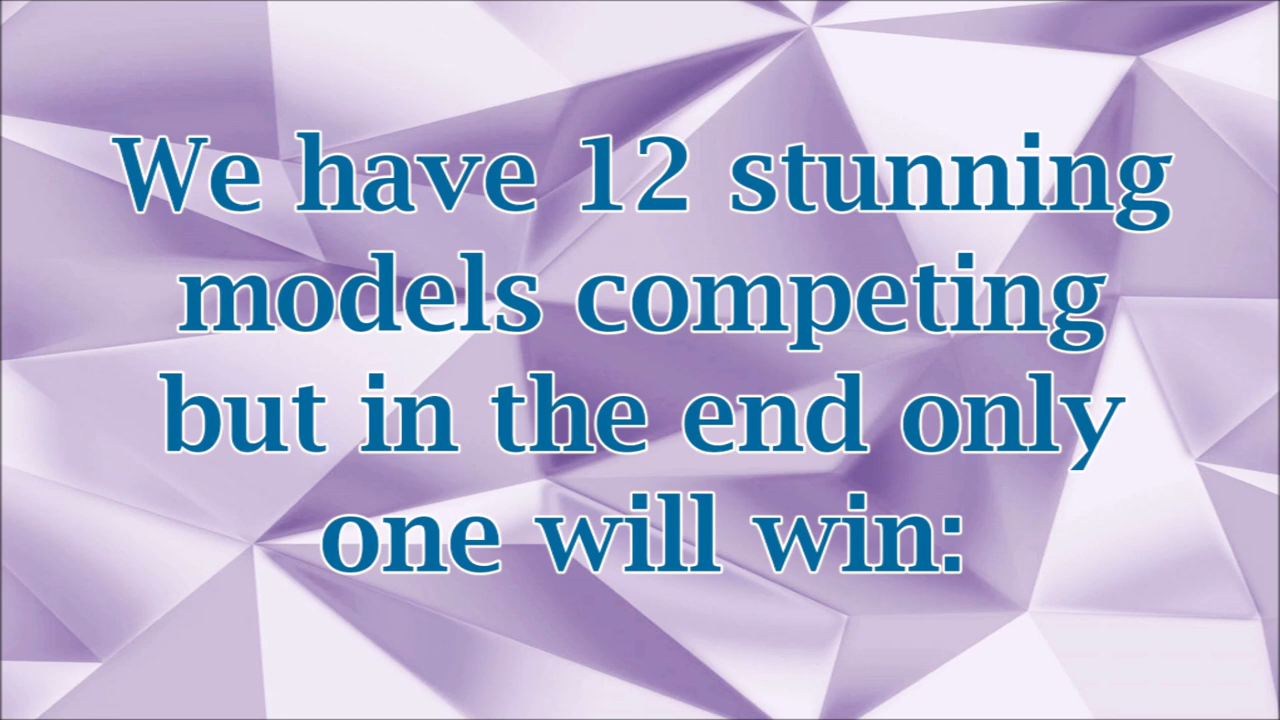 We have 12 stunning
models competing
but in the end only
one will win: